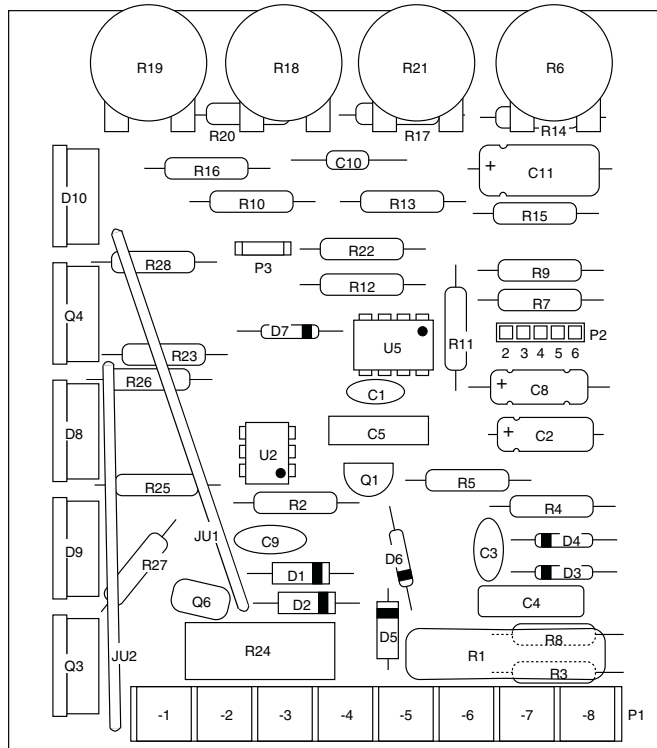 R19 R18 R21 R6
R20 R17 R14
C10
R16 C11
+
D10
R10 R13 R15
R22
R28 P3 R9
R12
R7
Q4
D7 U5 R11 P2
2 3 4 5 6
R23
R26 C1 + C8
D8
C5 + C2
U2
Q1
R25 R5
R2 R4
JU1
C9 C3 D4
D9 R27 D6
D1 D3
Q6 D2 C4
D5
R8
Q3 JU2 R24 R1
R3
-1 -2 -3 -4 -5 -6 -7 -8 P1